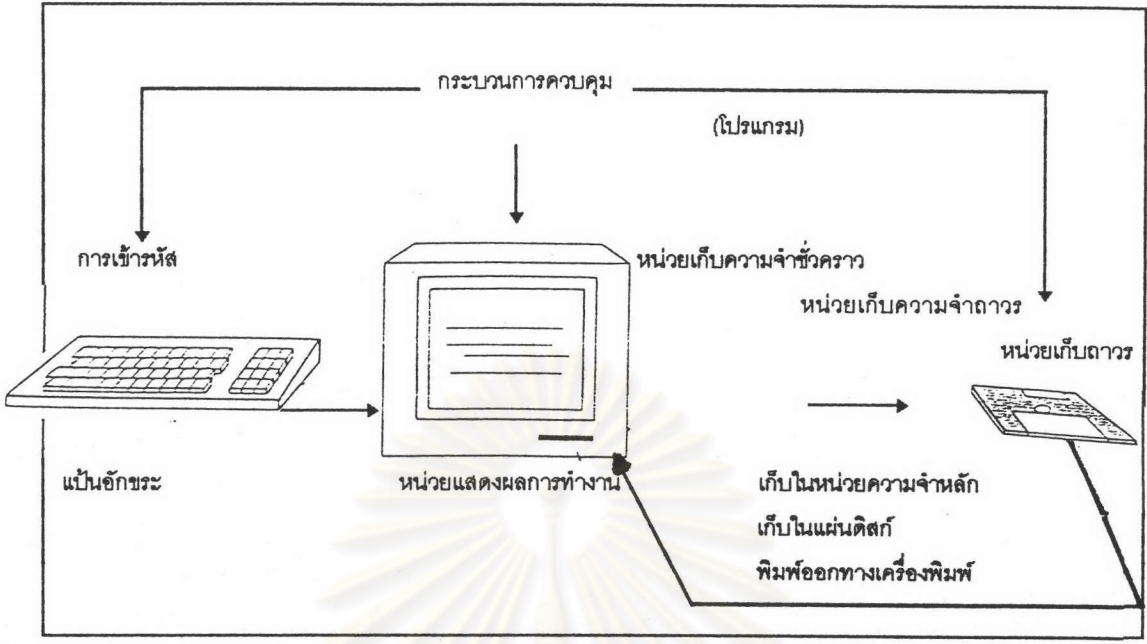 กระบวนการควบคุม
(โปรแกรม)
การเข้ารหัส
หน่วยเก็บความจำชั่วคราว
หน่วยเก็บความจำถาวร
หน่วยเก็บถาวร
แป้นอักขระ
หน่วยแสดงผลการทำงาน
เก็บในหน่วยความจำหลัก
เก็บในแผ่นดิสก์
พิมพ์ออกทางเครื่องพิมพ์